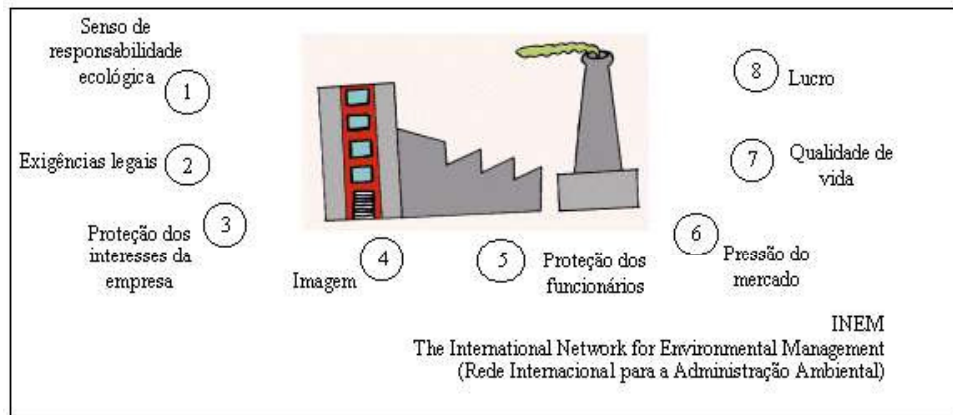 Senso de
responsabilidade
ecológica
1
Exigências legais
2
3
Proteção dos
interesses da
empresa
Imagem
4
5
Proteção dos
funcionários
6
Pressão do
mercado
7
Qualidade de
vida
8
Lucro
INEM
The International Network for Environmental Management
(Rede Internacional para a Administração Ambiental)